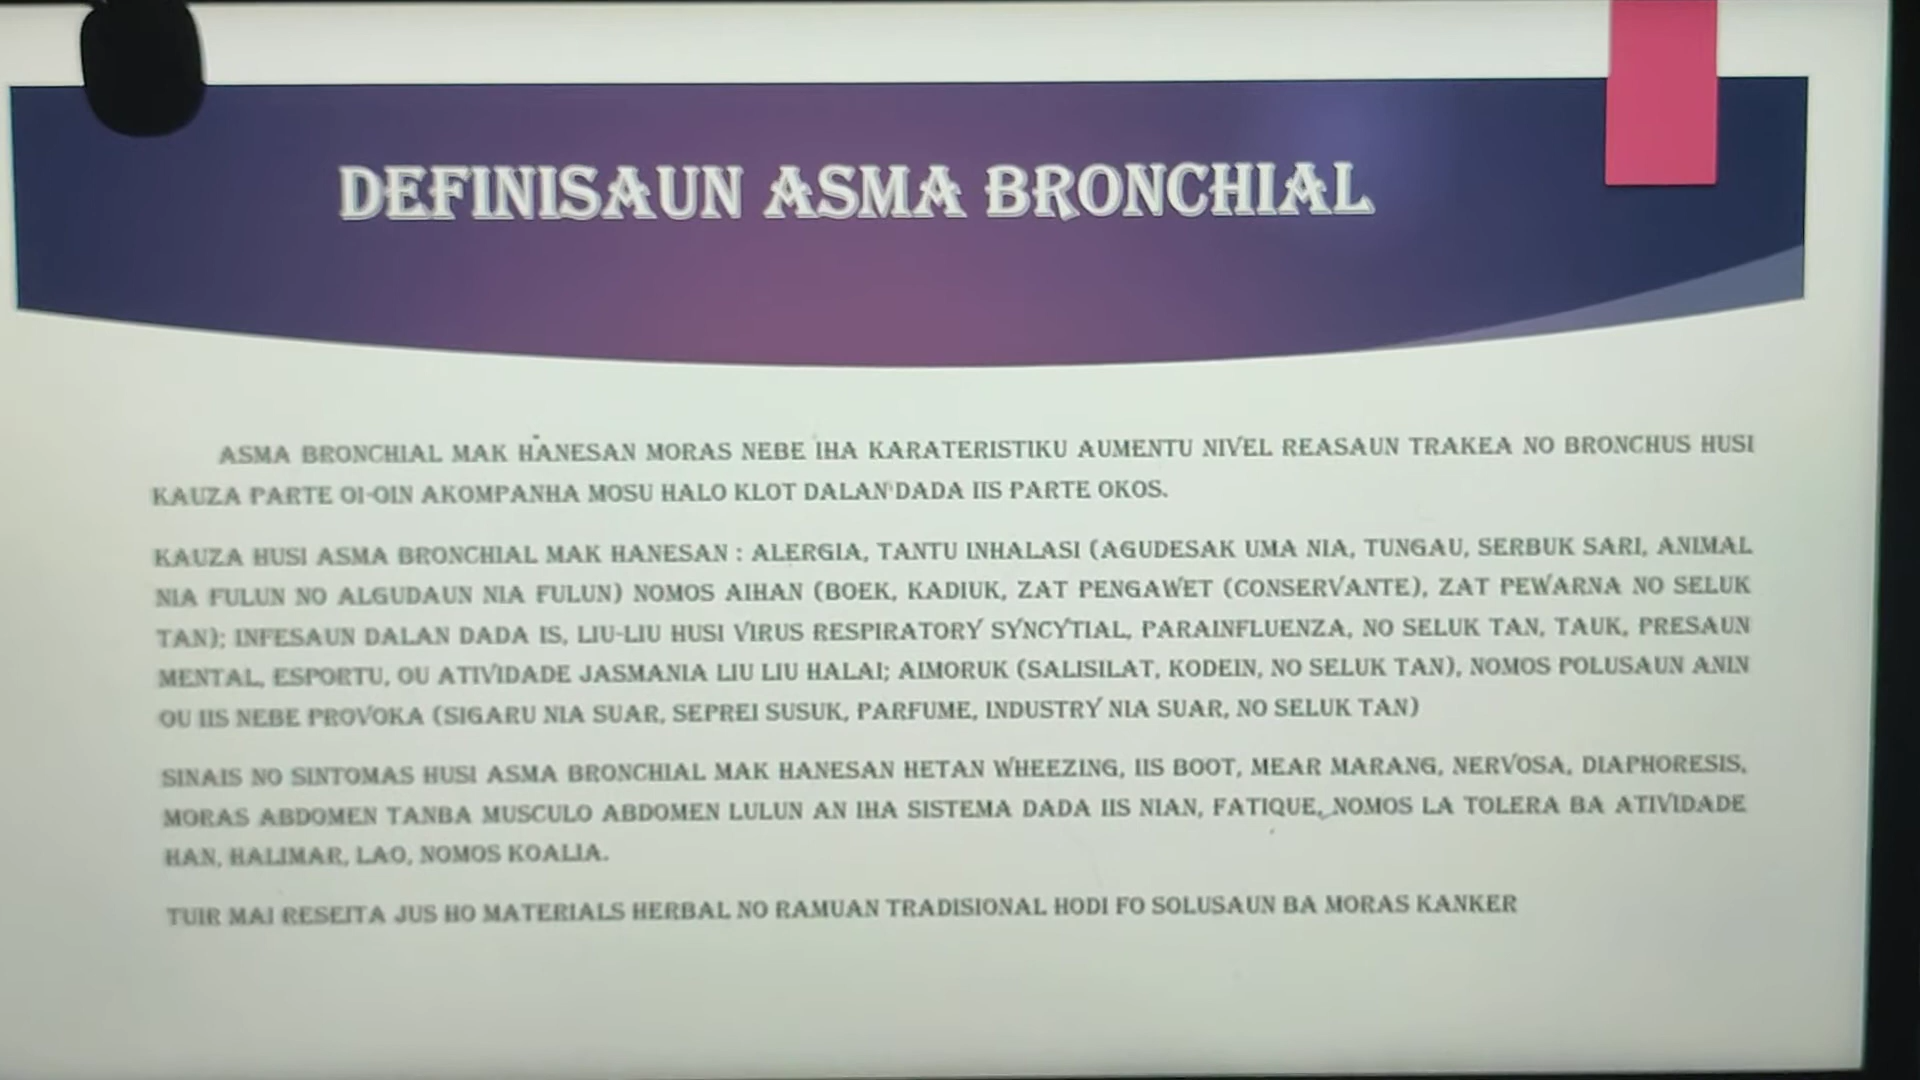 DEFINISAUN ASMA BRONCHIAL
ASMA BRONCHIAL MAK HANESAN MORAS NEBE IHA KARATERISTIKU AUMENTU NIVEL REASAUN TRAKEA NO BRONCHUS HUSI
KAUZA PARTE OI-OIN AKOMPANHA MOSU HALO KLOT DALAN DADA IIS PARTE OKOS.
KAUZA HUSI ASMA BRONCHIAL MAK HANESAN : ALERGIA, TANTU INHALASI (AGUDESAK UMA NIA, TUNGAU, SERBUK SARI, ANIMAL
NIA FULUN NO ALGUDAUN NIA FULUN) NOMOS AIHAN (BOEK, KADIUK, ZAT PENGAWET (CONSERVANTE), ZAT PEWARNA NO SELUK
TAN); INFESAUN DALAN DADA IS, LIU-LIU HUSI VIRUS RESPIRATORY SYNCYTIAL, PARAINFLUENZA, NO SELUK TAN, TAUK, PRESAUN
MENTAL, ESPORTU, OU ATIVIDADE JASMANIA LIU LIU HALAI; AIMORUK (SALISILAT, KODEIN, NO SELUK TAN), NOMOS POLUSAUN ANIN
OU IIS NEBE PROVOKA (SIGARU NIA SUAR, SEPREI SUSUK, PARFUME, INDUSTRY NIA SUAR, NO SELUK TAN)
SINAIS NO SINTOMAS HUSI ASMA BRONCHIAL MAK HANESAN HETAN WHEEZING, IIS BOOT, MEAR MARANG, NERVOSA, DIAPHORESIS,
MORAS ABDOMEN TANBA MUSCULO ABDOMEN LULUN AN IHA SISTEMA DADA IIS NIAN, FATIQUE, NOMOS LA TOLERA BA ATIVIDADE
HAN, HALIMAR, LAO, NOMOS KOALIA.
TUIR MAI RESEITA JUS HO MATERIALS HERBAL NO RAMUAN TRADISIONAL HODI FO SOLUSAUN BA MORAS KANKER